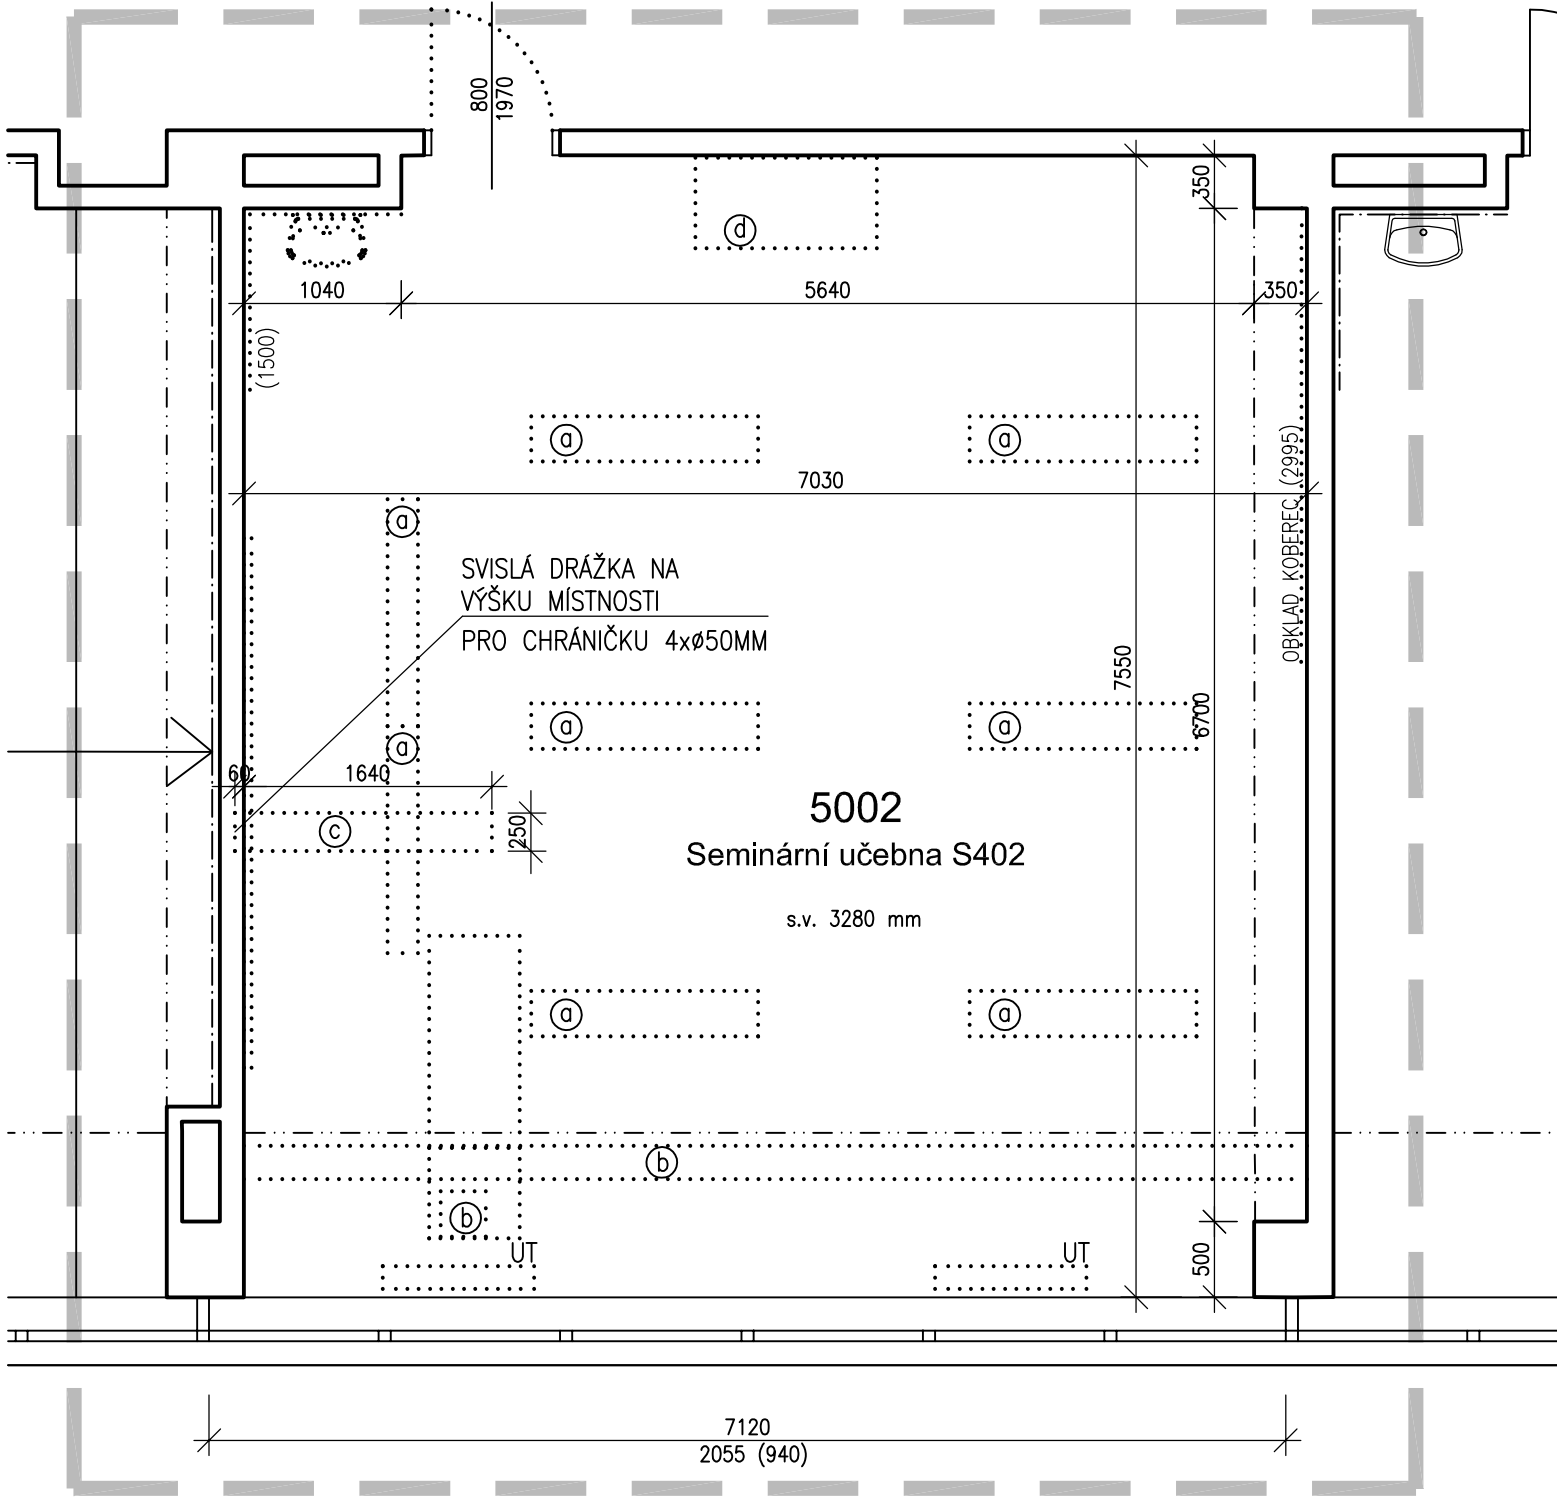 800
1970
350
d
1040
5640
350
(1500)
a
a
OBKLAD KOBEREC (2995)
7030
a
SVISLÁ DRÁŽKA NA
VÝŠKU MÍSTNOSTI
PRO CHRÁNIČKU 4xø50MM
7550
6700
a
a
a
60
1640
5002
c
250
Seminární učebna S402
s.v. 3280 mm
a
a
b
b
UT
UT
500
7120
2055 (940)